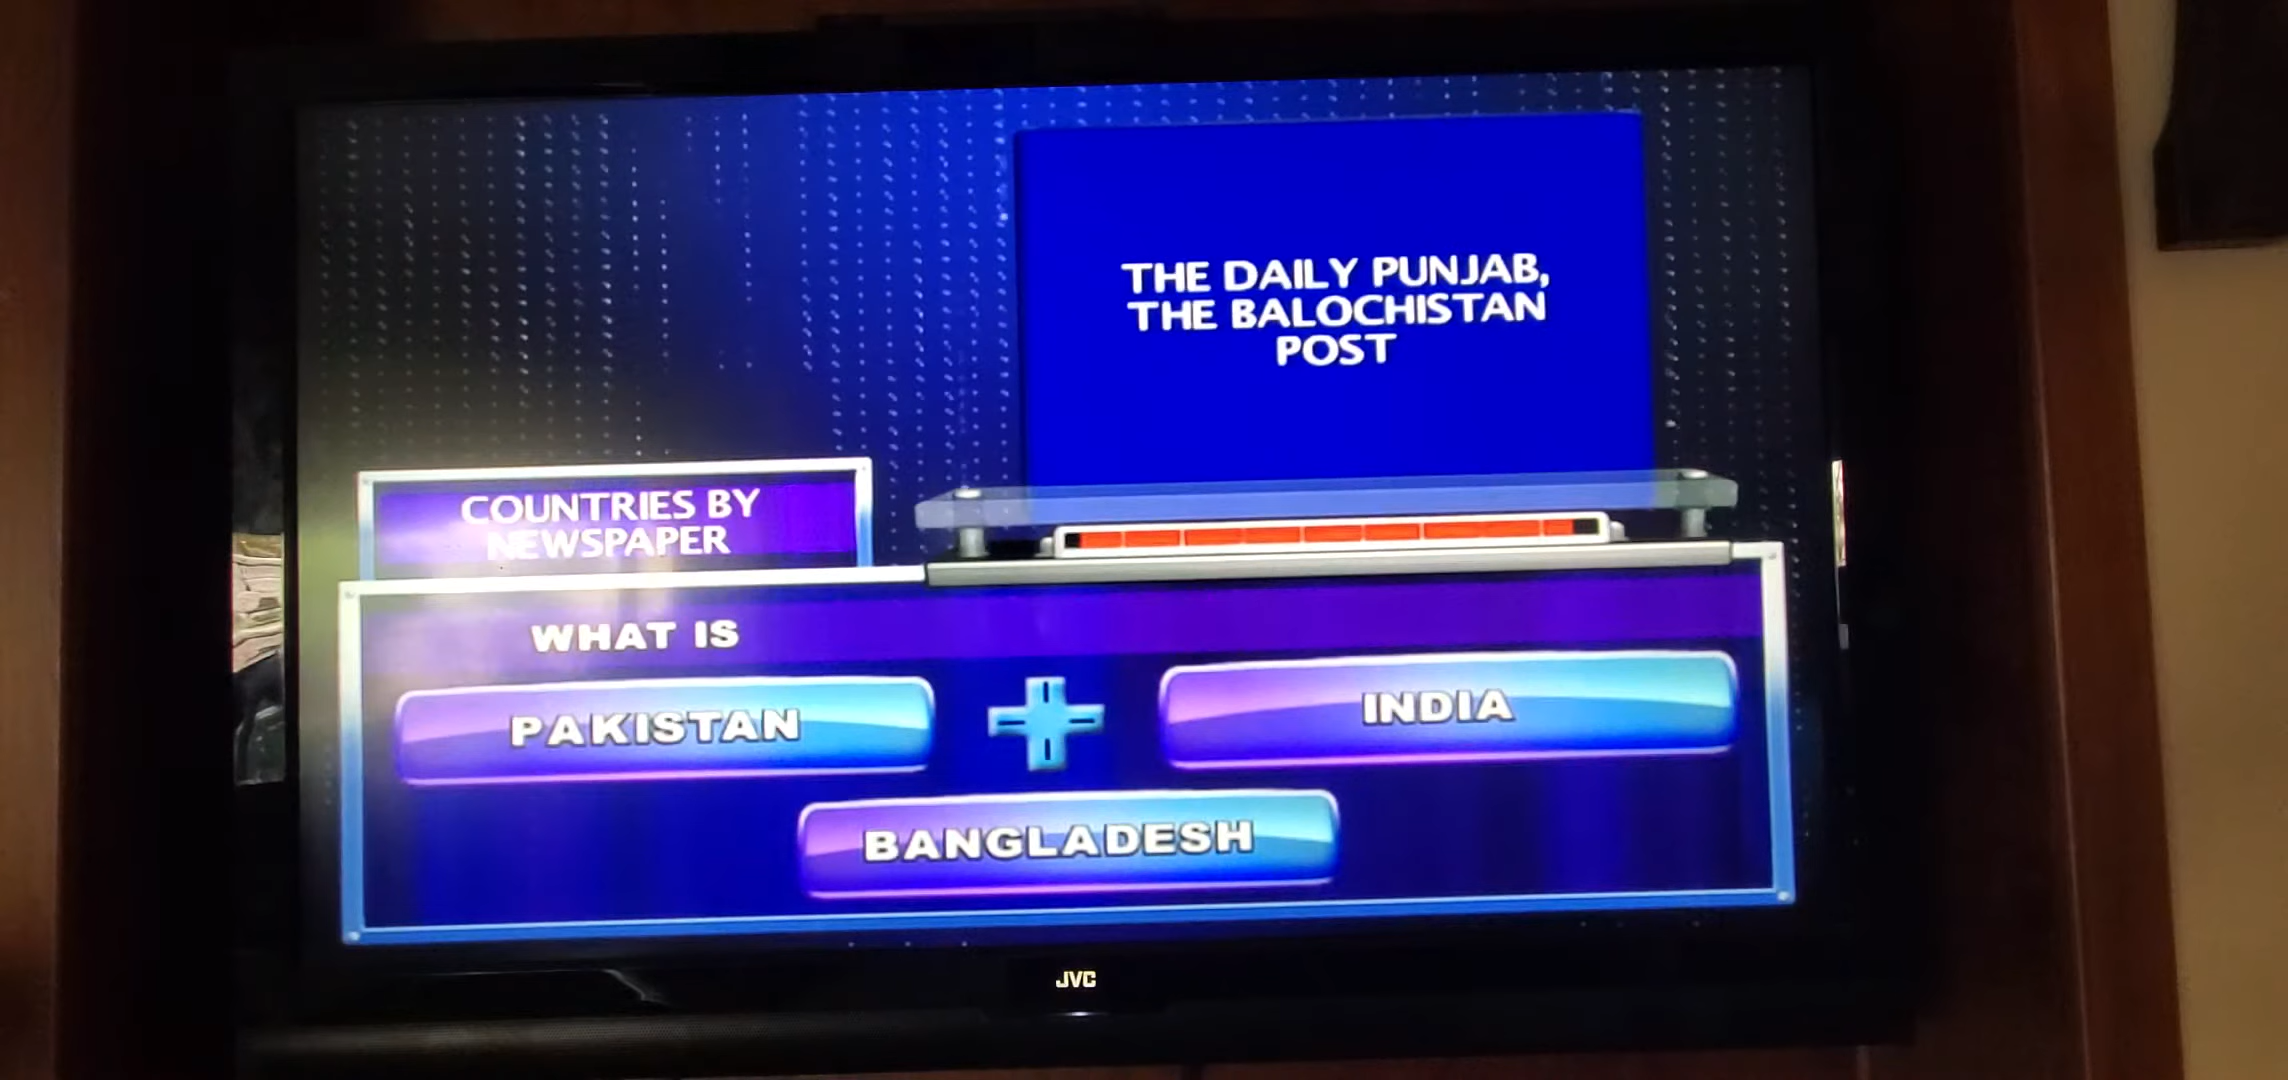 THE DAILY PUNJAB,
THE BALOCHISTAN
POST
COUNTRIES BY
NEWSPAPER
WHAT IS
PAKISTAN
INDIA
BANGLADESH
JVC